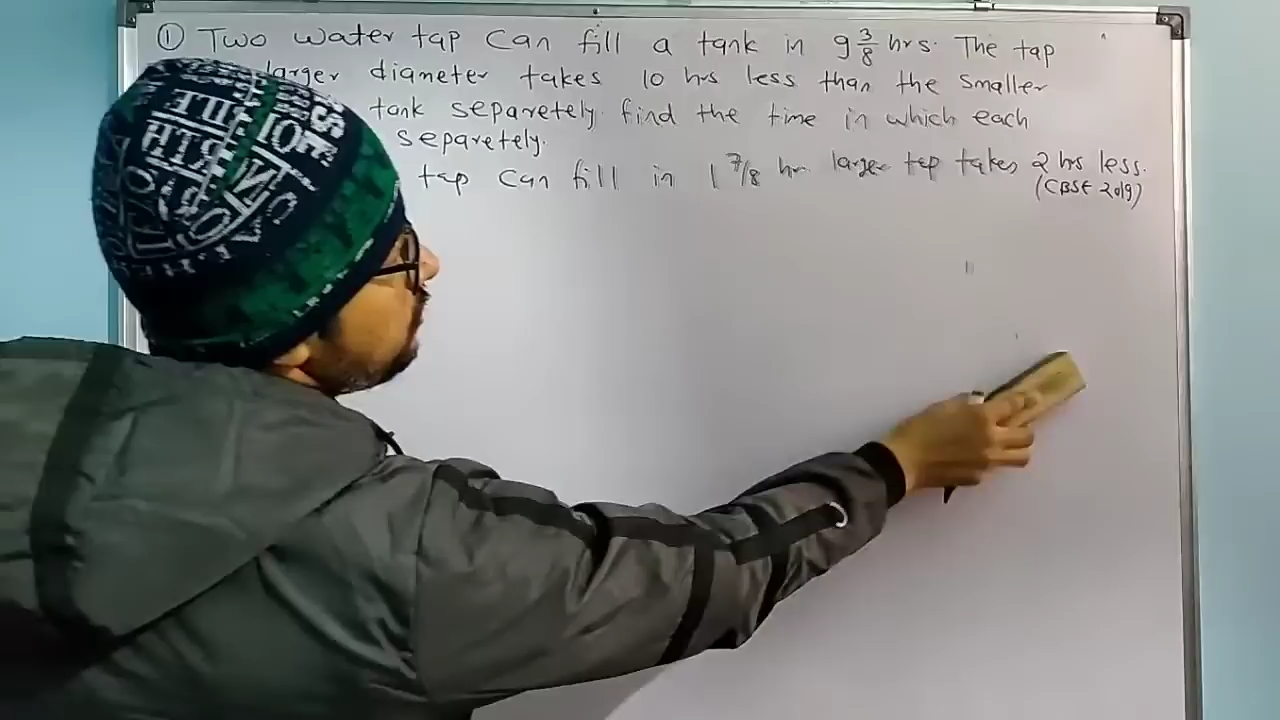 ① Two water tap can fill a tank in 9 3/8 hrs. The tap
larger diameter takes 10 hrs less than the smaller
tank separetely. find the time in which each
separetely.
tap can fill in 1 7/8 hr larger tap takes 2 hrs less.
(CBSE 2019)